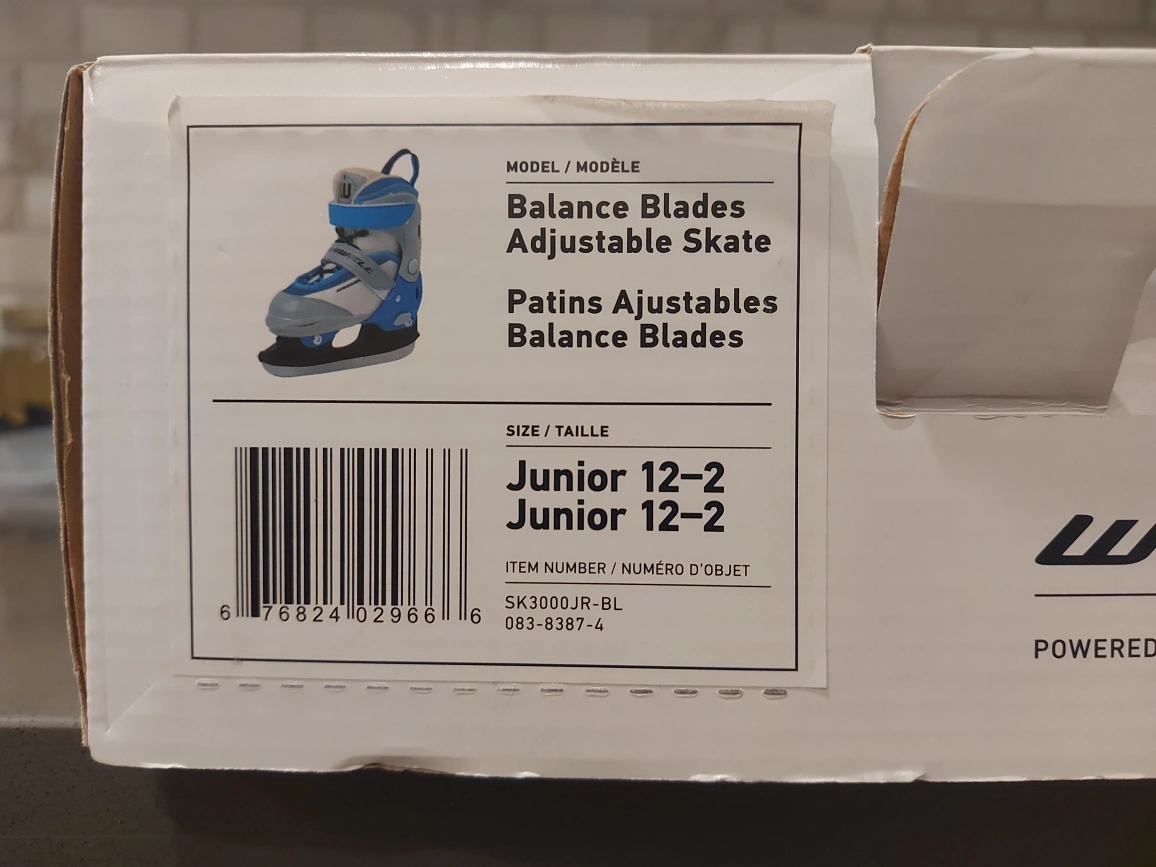 MODEL / MODÈLE
Balance Blades
Adjustable Skate
Patins Ajustables
Balance Blades
SIZE / TAILLE
Junior 12–2
Junior 12–2
ITEM NUMBER / NUMÉRO D'OBJET
SK3000JR-BL
083-8387-4
6 76824 02966 6
POWERED